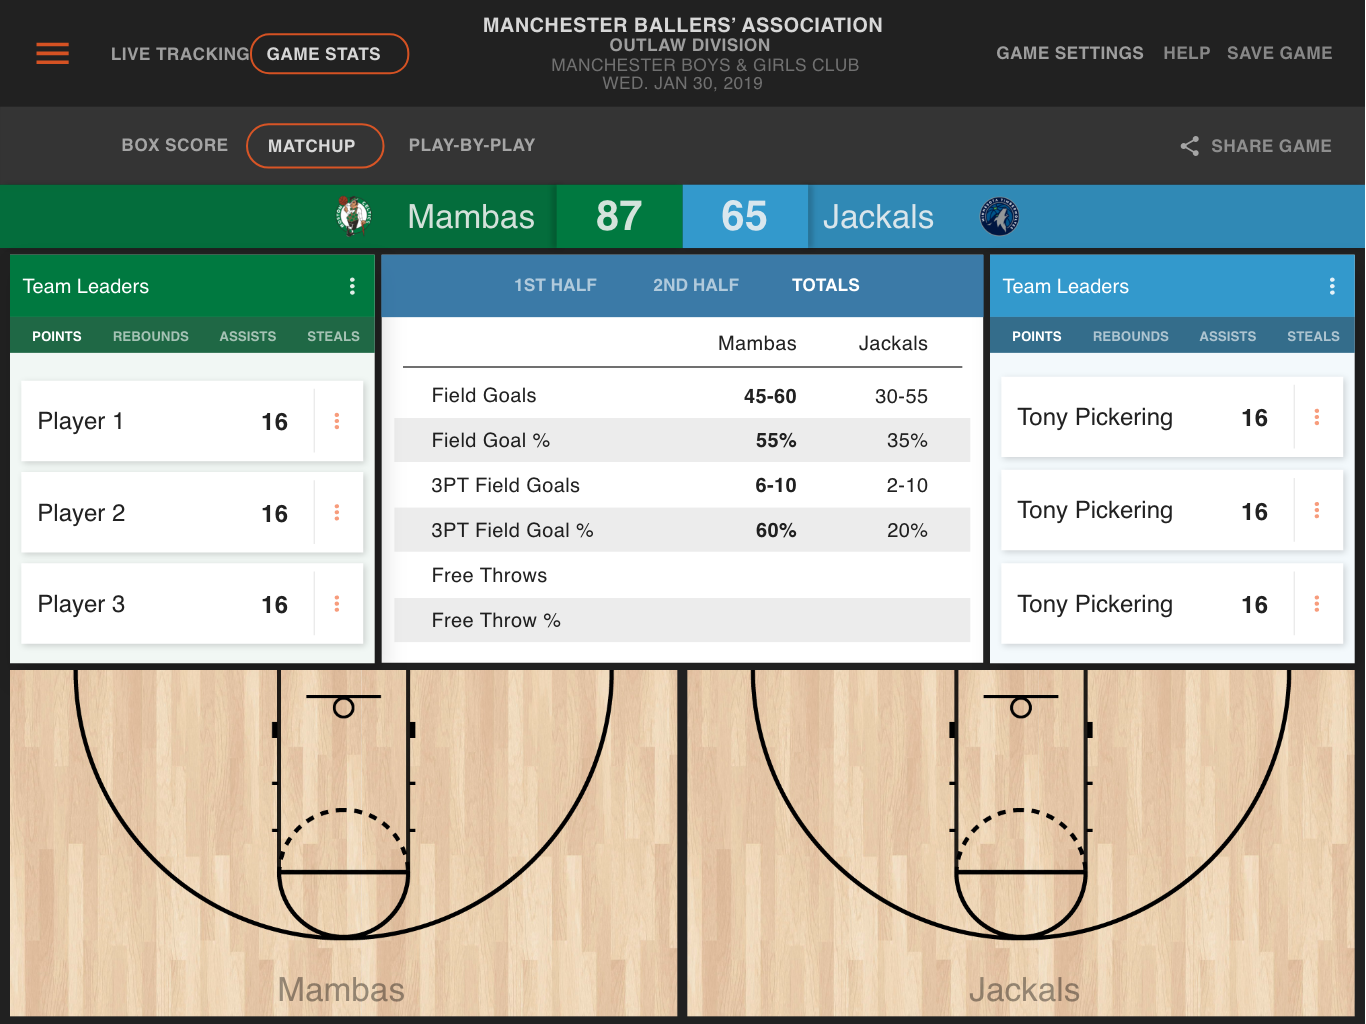 MANCHESTER BALLERS’ ASSOCIATION
OUTLAW DIVISION
MANCHESTER BOYS & GIRLS CLUB
WED. JAN 30, 2019
LIVE TRACKING GAME STATS
GAME SETTINGS HELP SAVE GAME
BOX SCORE MATCHUP PLAY-BY-PLAY
SHARE GAME
Mambas 87 65 Jackals
Team Leaders
POINTS REBOUNDS ASSISTS STEALS
Player 1 16
Player 2 16
Player 3 16
1ST HALF 2ND HALF TOTALS
Mambas Jackals
Field Goals 45-60 30-55
Field Goal % 55% 35%
3PT Field Goals 6-10 2-10
3PT Field Goal % 60% 20%
Free Throws
Free Throw %
Team Leaders
POINTS REBOUNDS ASSISTS STEALS
Tony Pickering 16
Tony Pickering 16
Tony Pickering 16
Mambas
Jackals